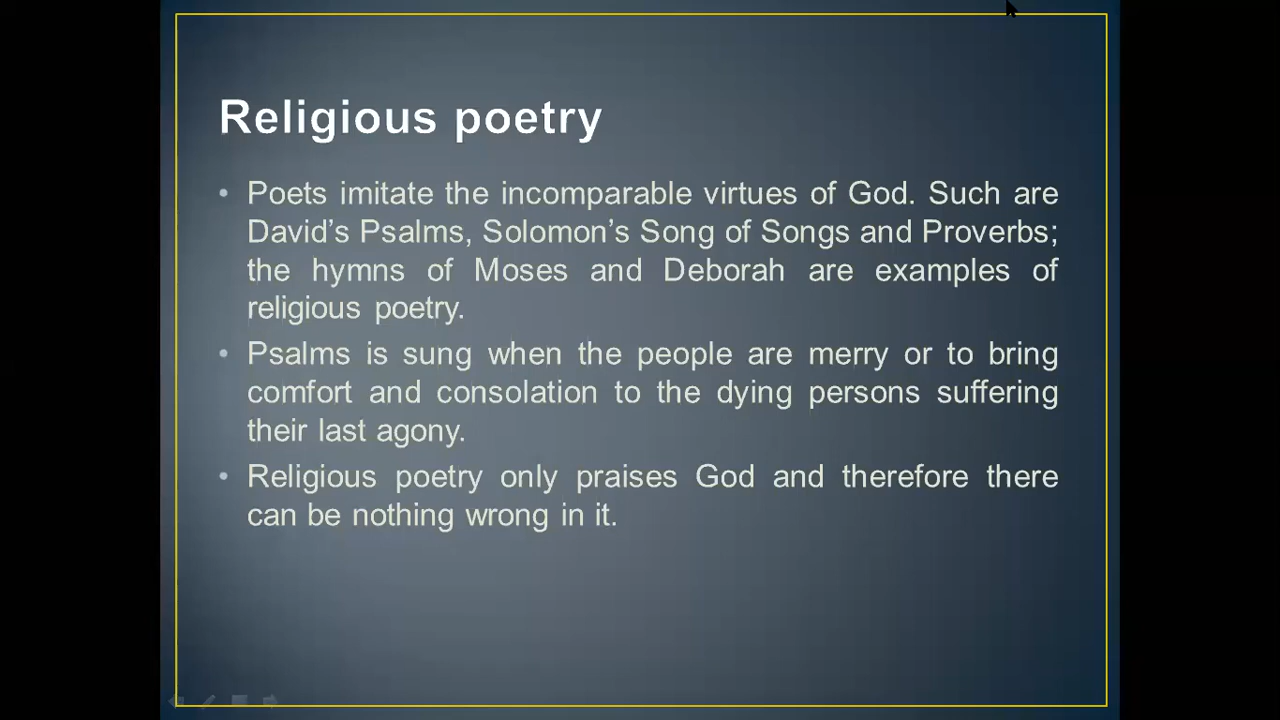 Religious poetry
• Poets imitate the incomparable virtues of God. Such are
David’s Psalms, Solomon’s Song of Songs and Proverbs;
the hymns of Moses and Deborah are examples of
religious poetry.
• Psalms is sung when the people are merry or to bring
comfort and consolation to the dying persons suffering
their last agony.
• Religious poetry only praises God and therefore there
can be nothing wrong in it.